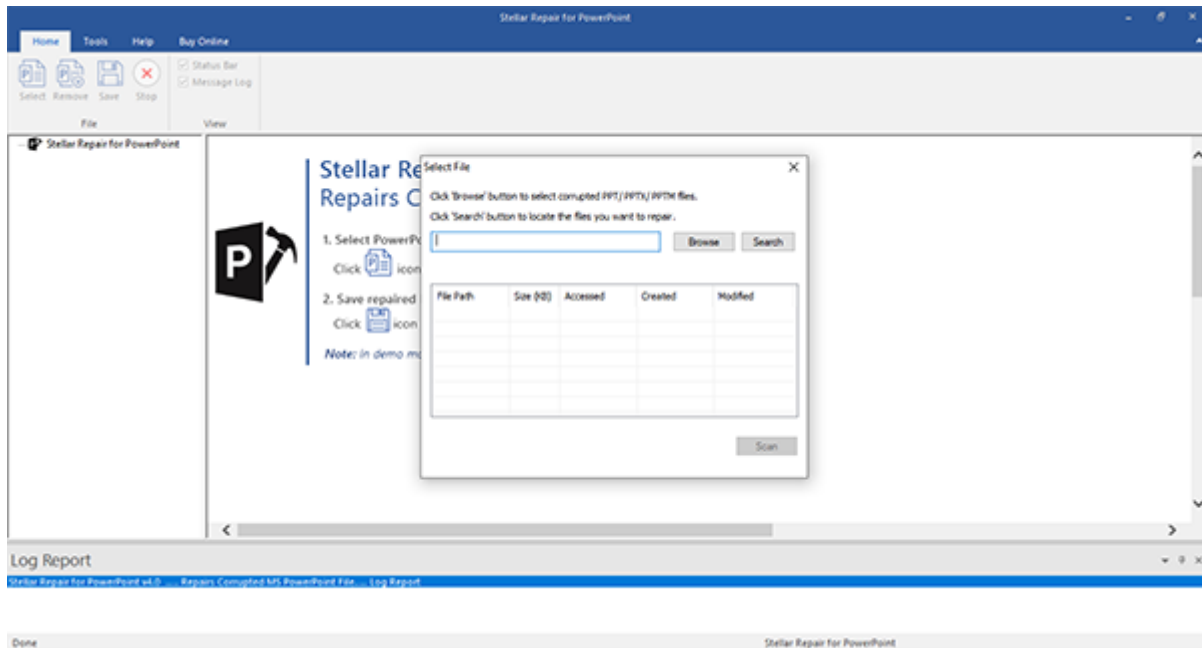 Stellar Repair for PowerPoint
Home Tools Help Buy Online
Select Remove Save Stop
Status Bar
Message Log
File View
Stellar Repair for PowerPoint
Stellar Re
Repairs C
1. Select PowerPo
Click icon
2. Save repaired
Click icon
Note: in demo mo
Select File
Click 'Browse' button to select corrupted PPT/ PPTX/ PPTM files.
Click 'Search' button to locate the files you want to repair.
Browse Search
File Path Size (KB) Accessed Created Modified
Scan
Log Report
Stellar Repair for PowerPoint v4.0 ..... Repairs Corrupted MS PowerPoint File.... Log Report
Done Stellar Repair for PowerPoint